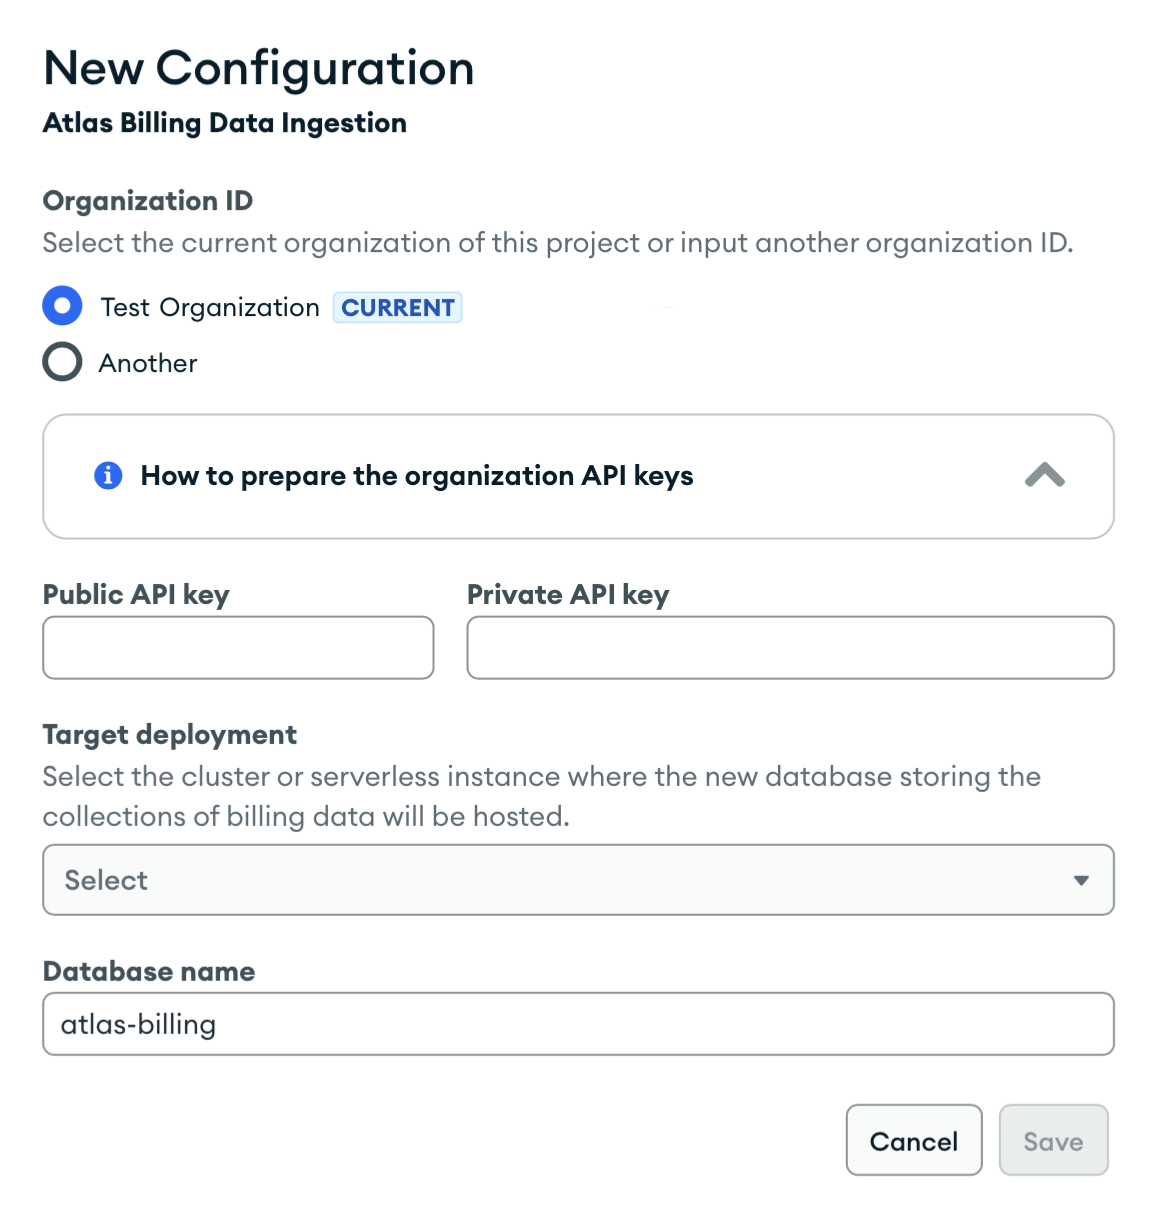 New Configuration
Atlas Billing Data Ingestion
Organization ID
Select the current organization of this project or input another organization ID.
Test Organization CURRENT
Another
How to prepare the organization API keys
Public API key Private API key
Target deployment
Select the cluster or serverless instance where the new database storing the
collections of billing data will be hosted.
Select
Database name
atlas-billing
Cancel Save